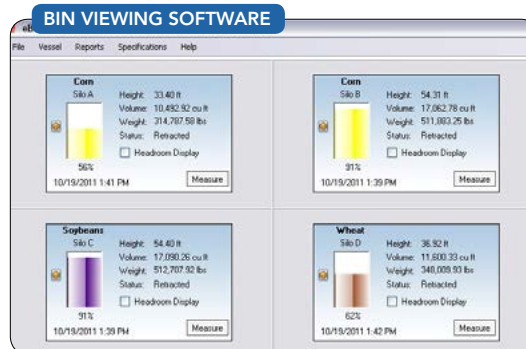 BIN VIEWING SOFTWARE
File Vessel Reports Specifications Help
Corn
Silo A
Height: 33.40 ft
Volume: 10,492.92 cu ft
Weight: 314,787.58 lbs
Status: Retracted
Headroom Display
56%
10/19/2011 1:41 PM
Measure
Corn
Silo B
Height: 54.31 ft
Volume: 17,062.78 cu ft
Weight: 511,883.25 lbs
Status: Retracted
Headroom Display
91%
10/19/2011 1:39 PM
Measure
Soybeans
Silo C
Height: 54.40 ft
Volume: 17,090.26 cu ft
Weight: 512,707.92 lbs
Status: Retracted
Headroom Display
91%
10/19/2011 1:39 PM
Measure
Wheat
Silo D
Height: 36.92 ft
Volume: 11,600.33 cu ft
Weight: 348,009.93 lbs
Status: Retracted
Headroom Display
62%
10/19/2011 1:42 PM
Measure